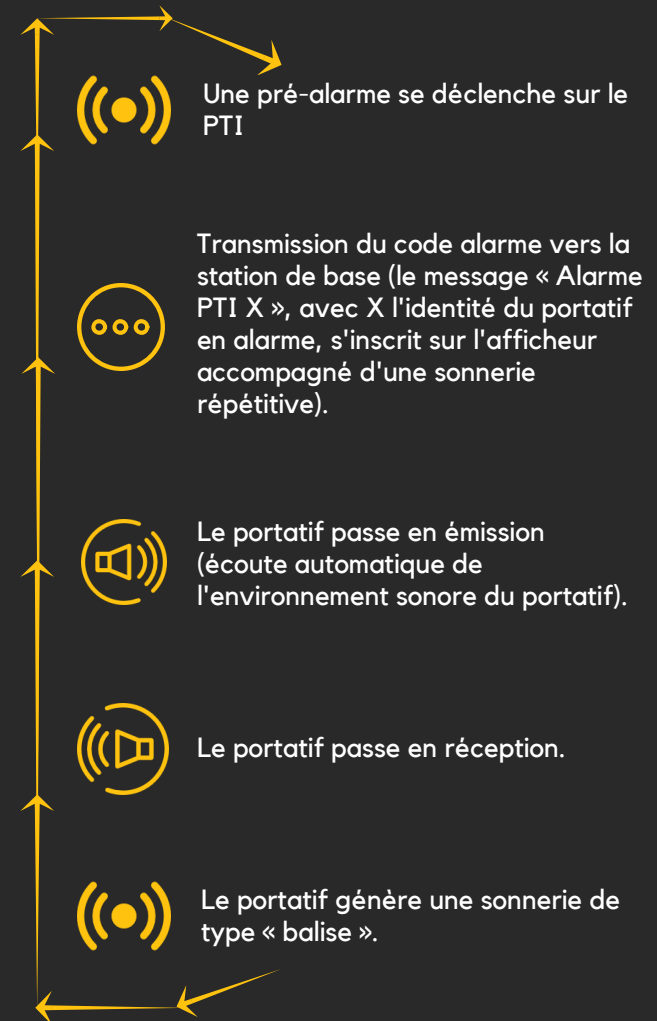 Une pré-alarme se déclenche sur le
PTI
Transmission du code alarme vers la
station de base (le message « Alarme
PTI X », avec X l'identité du portatif
en alarme, s'inscrit sur l'afficheur
accompagné d'une sonnerie
répétitive).
Le portatif passe en émission
(écoute automatique de
l'environnement sonore du portatif).
Le portatif passe en réception.
Le portatif génère une sonnerie de
type « balise ».